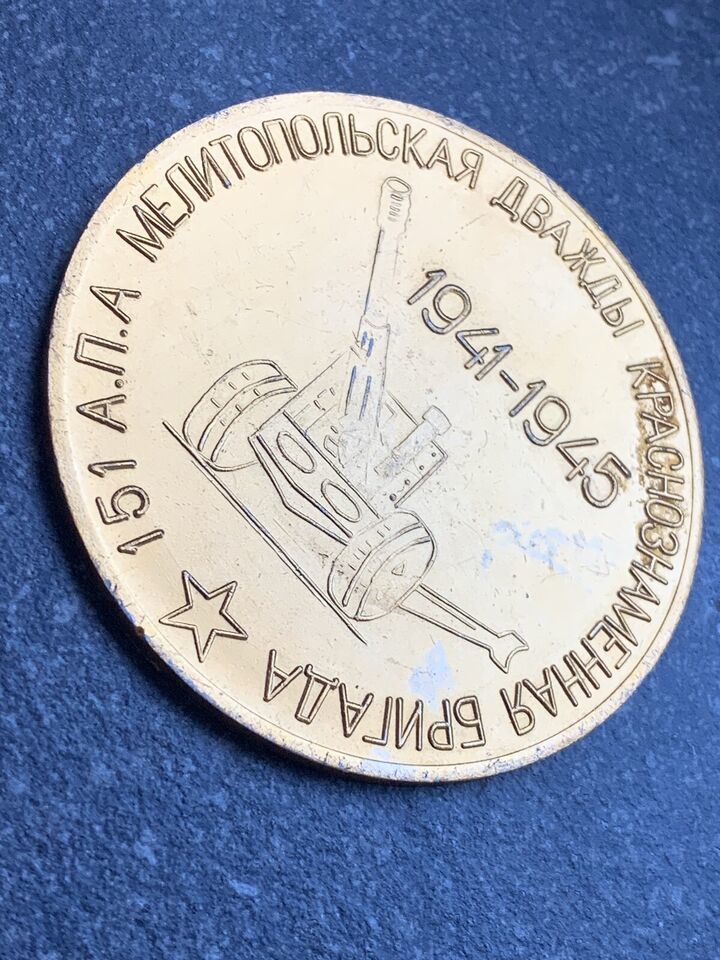 151 А.П.А МЕЛИТОПОЛЬСКАЯ ДВАЖДЫ КРАСНОЗНАМЕННАЯ БРИГАДА
1941-1945